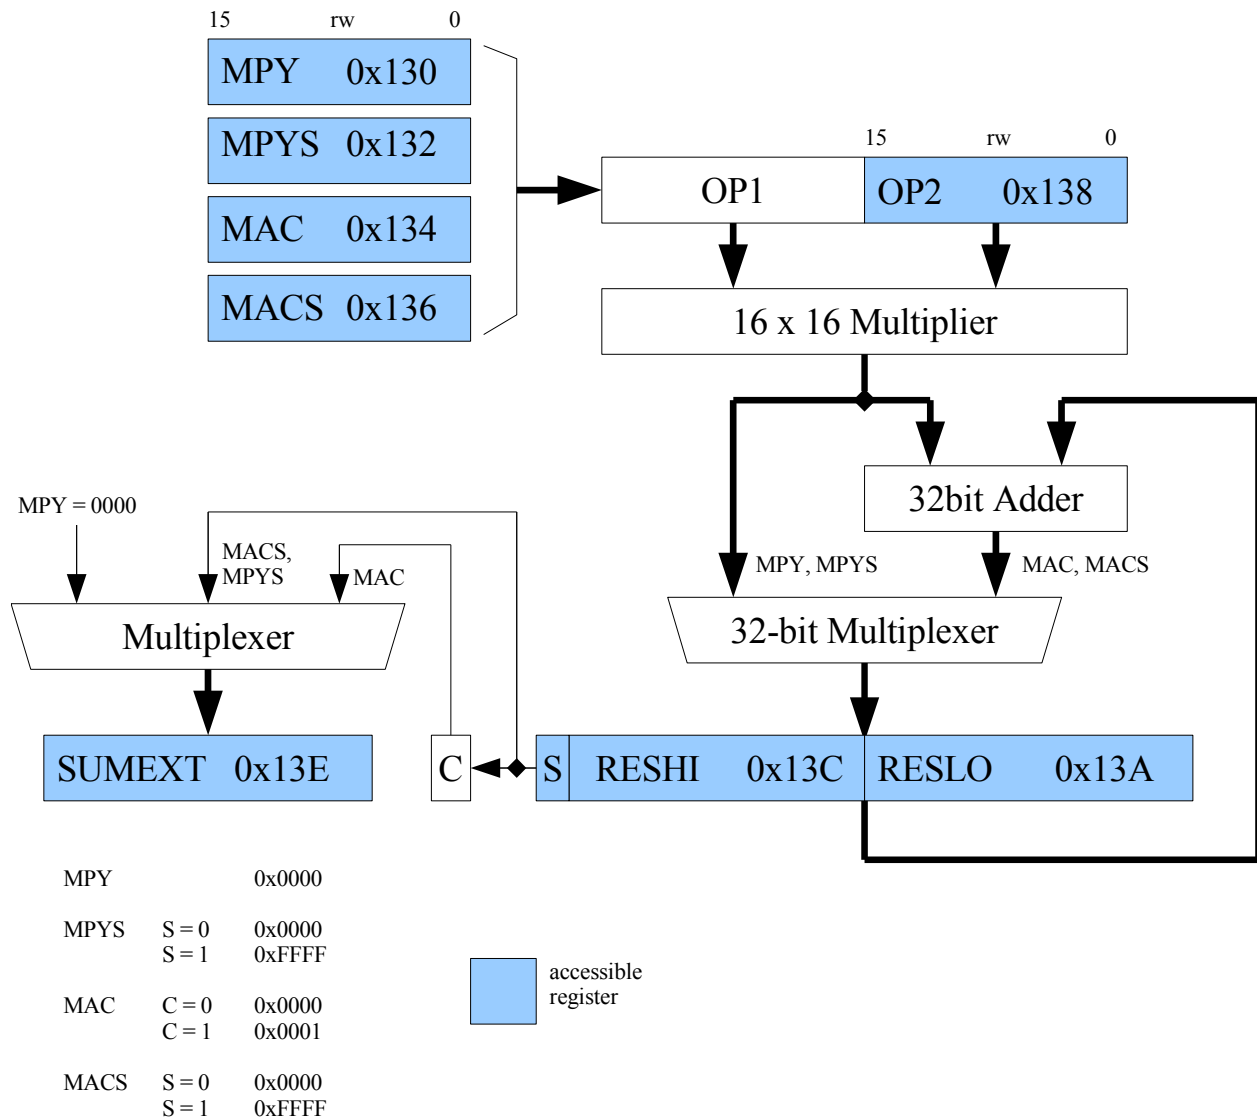 15 rw 0
MPY 0x130
MPYS 0x132
MAC 0x134
MACS 0x136
15 rw 0
OP1
OP2 0x138
16 x 16 Multiplier
32bit Adder
MPY = 0000
MACS,
MPYS
MAC
MPY, MPYS
MAC, MACS
Multiplexer
32-bit Multiplexer
SUMEXT 0x13E
C
S
RESHI 0x13C
RESLO 0x13A
MPY 0x0000
MPYS S = 0 0x0000
S = 1 0xFFFF
MAC C = 0 0x0000
C = 1 0x0001
MACS S = 0 0x0000
S = 1 0xFFFF
accessible
register